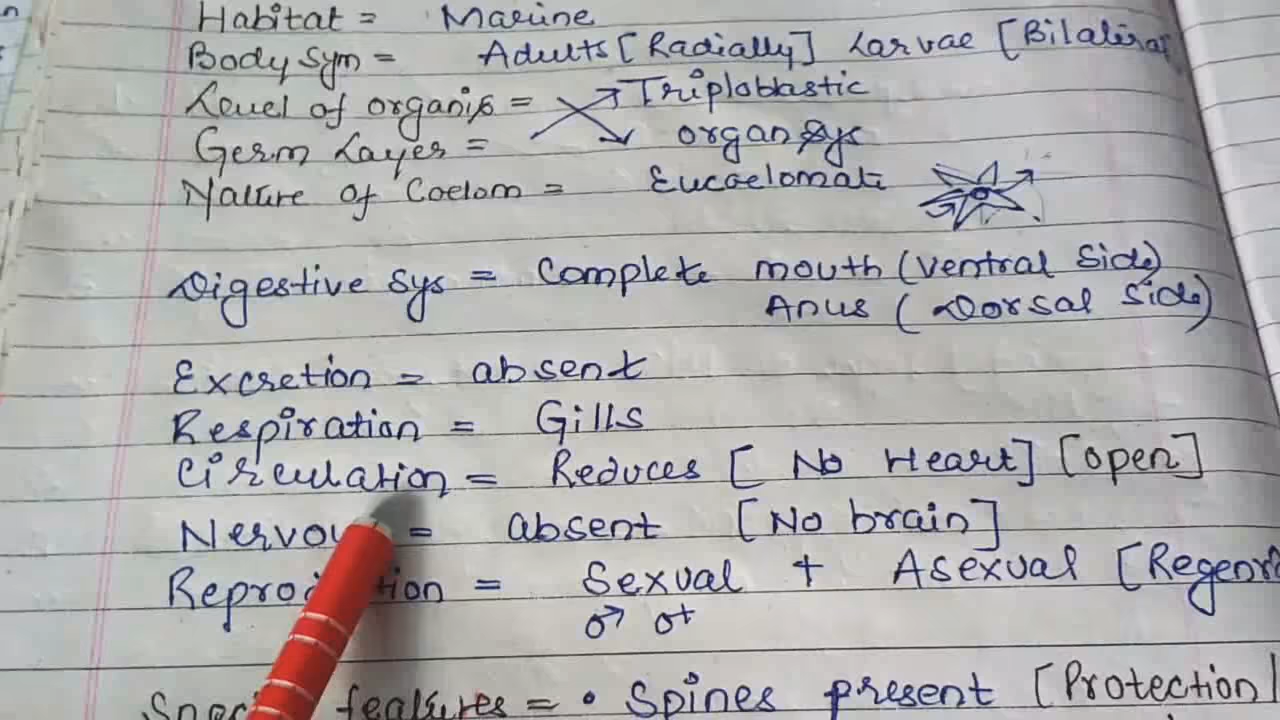 Habitat = Marine
Body sym = Adults [Radially] Larvae [Bilateral
Level of organis = Triploblastic
Germ Layer = organ sys
Nature of Coelom = Eucoelomate
Digestive sys = Complete mouth (ventral side)
Anus (Dorsal side)
Excretion = absent
Respiration = Gills
Circulation = Reduces [No Heart] [open]
Nervou = absent [No brain]
Reproduction = Sexual + Asexual [Regen
♂ ♀
features = • Spines present [Protection]